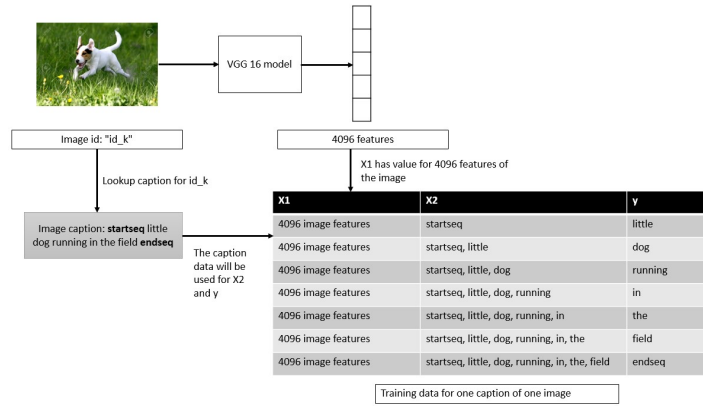 VGG 16 model
Image id: "id_k"
4096 features
Lookup caption for id_k
X1 has value for 4096 features of
the image
Image caption: startseq little
dog running in the field endseq
The caption
data will be
used for X2
and y
X1 X2 y
4096 image features startseq little
4096 image features startseq, little dog
4096 image features startseq, little, dog running
4096 image features startseq, little, dog, running in
4096 image features startseq, little, dog, running, in the
4096 image features startseq, little, dog, running, in, the field
4096 image features startseq, little, dog, running, in, the, field endseq
Training data for one caption of one image